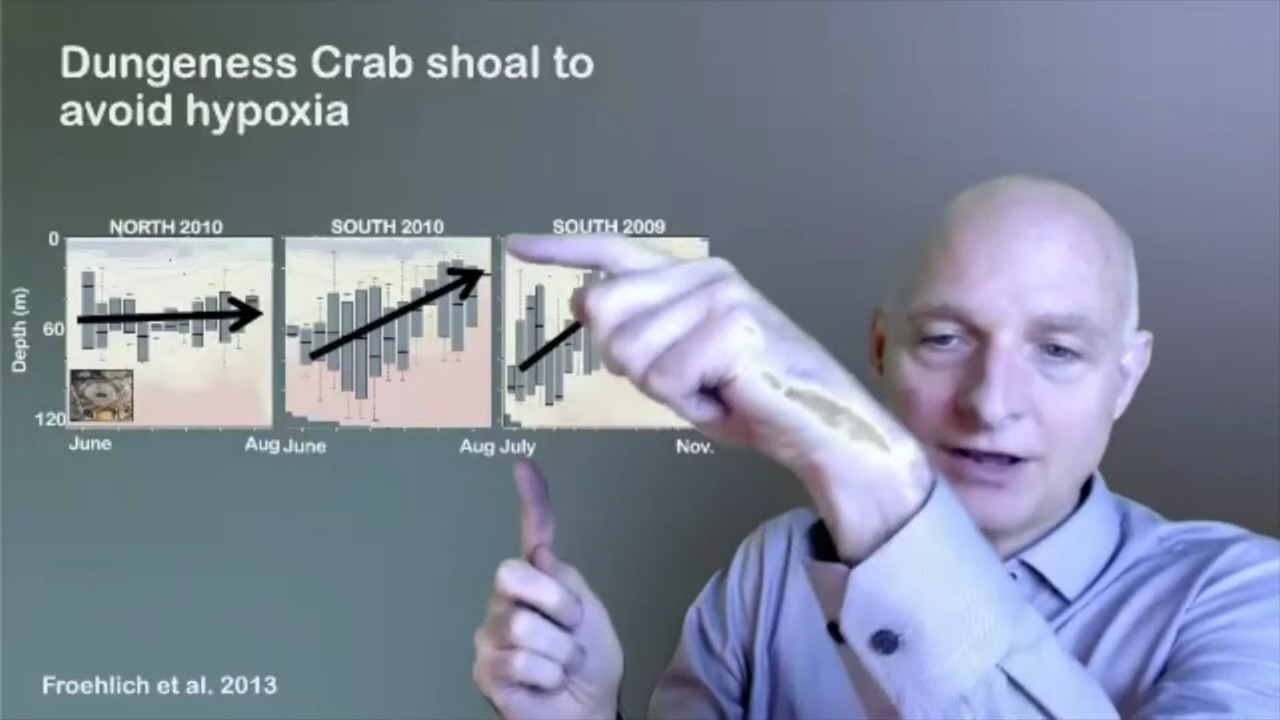 Dungeness Crab shoal to
avoid hypoxia
NORTH 2010 SOUTH 2010 SOUTH 2009
0
Depth (m)
60
120
June Aug June Aug July Nov.
Froehlich et al. 2013